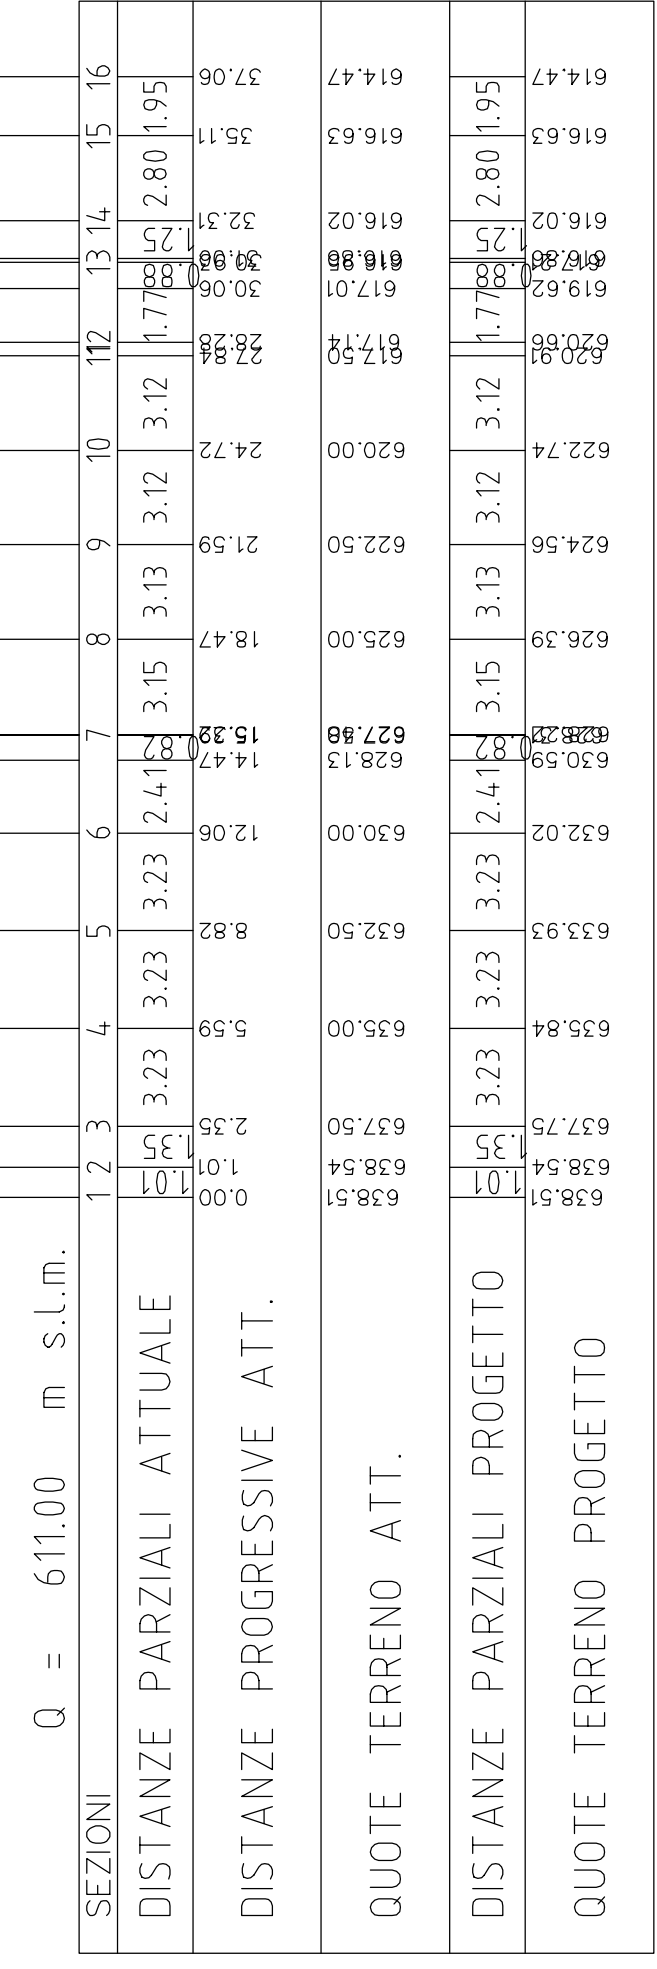 Q = 611.00 m s.l.m.
SEZIONI 1 2 3 4 5 6 7 8 9 10 11 12 13 14 15 16
DISTANZE PARZIALI ATTUALE 1.01 1.35 3.23 3.23 3.23 2.41 0.82 3.15 3.13 3.12 3.12 1.77 0.88 1.25 2.80 1.95
DISTANZE PROGRESSIVE ATT. 0.00 1.01 2.35 5.59 8.82 12.06 14.47 15.32 18.47 21.59 24.72 27.84 28.28 30.06 32.31 35.11 37.06
QUOTE TERRENO ATT. 638.51 638.54 637.50 635.00 632.50 630.00 628.13 625.00 622.50 620.00 617.50 617.14 617.01 616.02 616.63 614.47
DISTANZE PARZIALI PROGETTO 1.01 1.35 3.23 3.23 3.23 2.41 0.82 3.15 3.13 3.12 3.12 1.77 0.88 1.25 2.80 1.95
QUOTE TERRENO PROGETTO 638.51 638.54 637.75 635.84 633.93 632.02 630.59 626.39 624.56 622.74 620.91 620.66 619.62 616.02 616.63 614.47